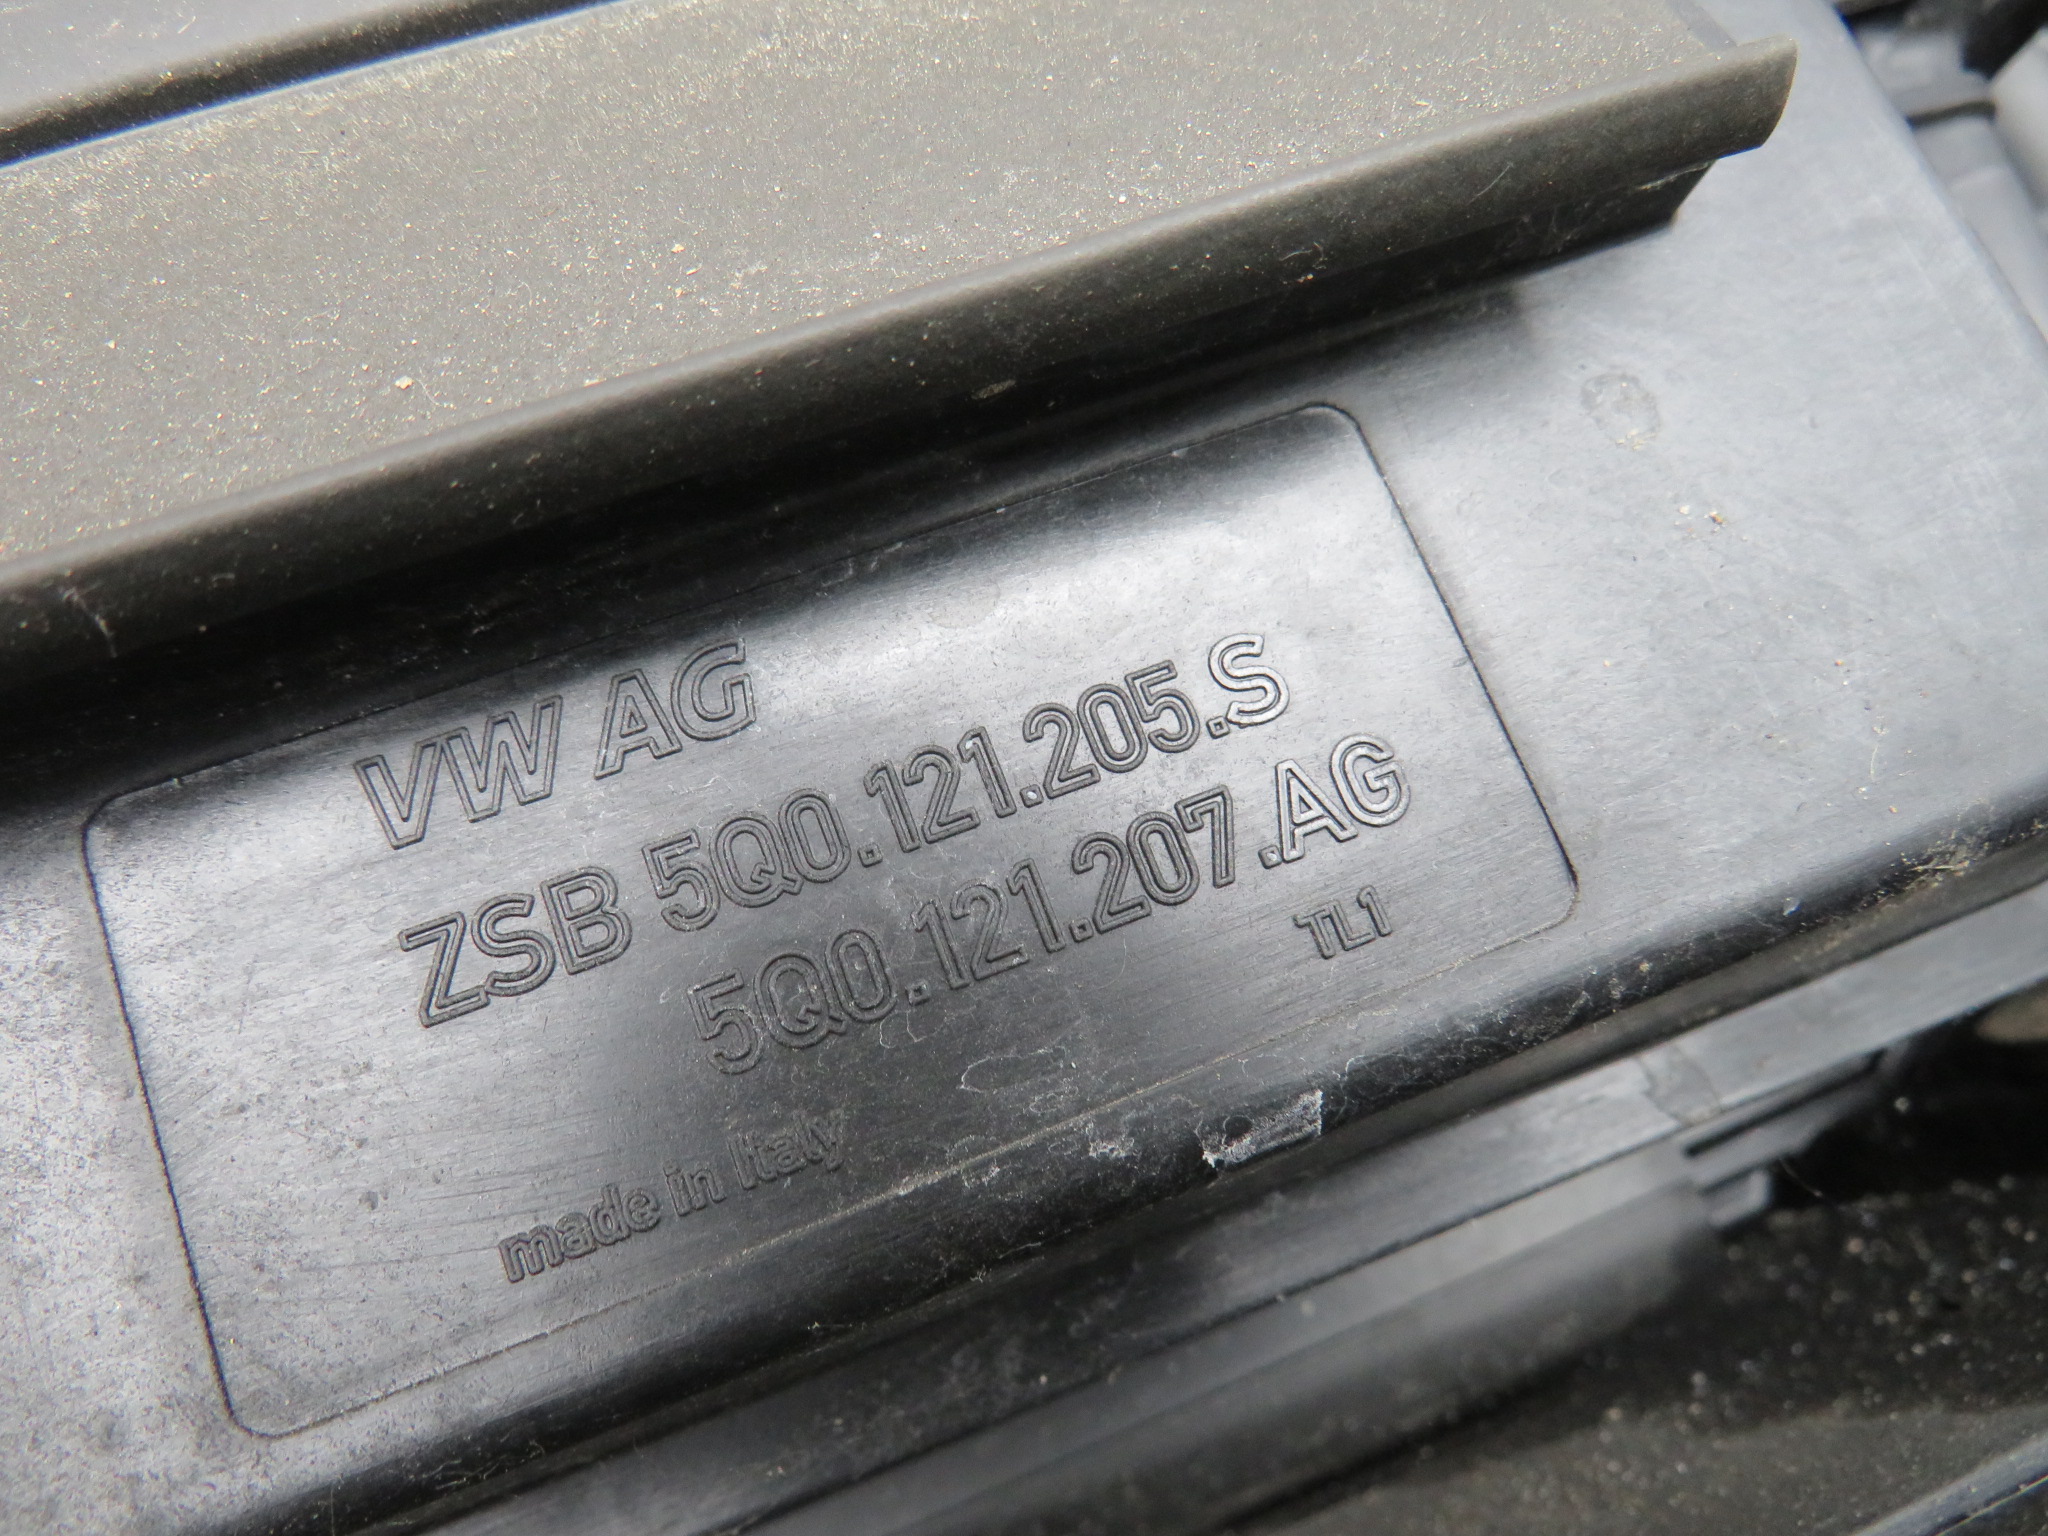 VW AG
ZSB 5Q0.121.205.S
5Q0.121.207.AG
TL1
made in Italy